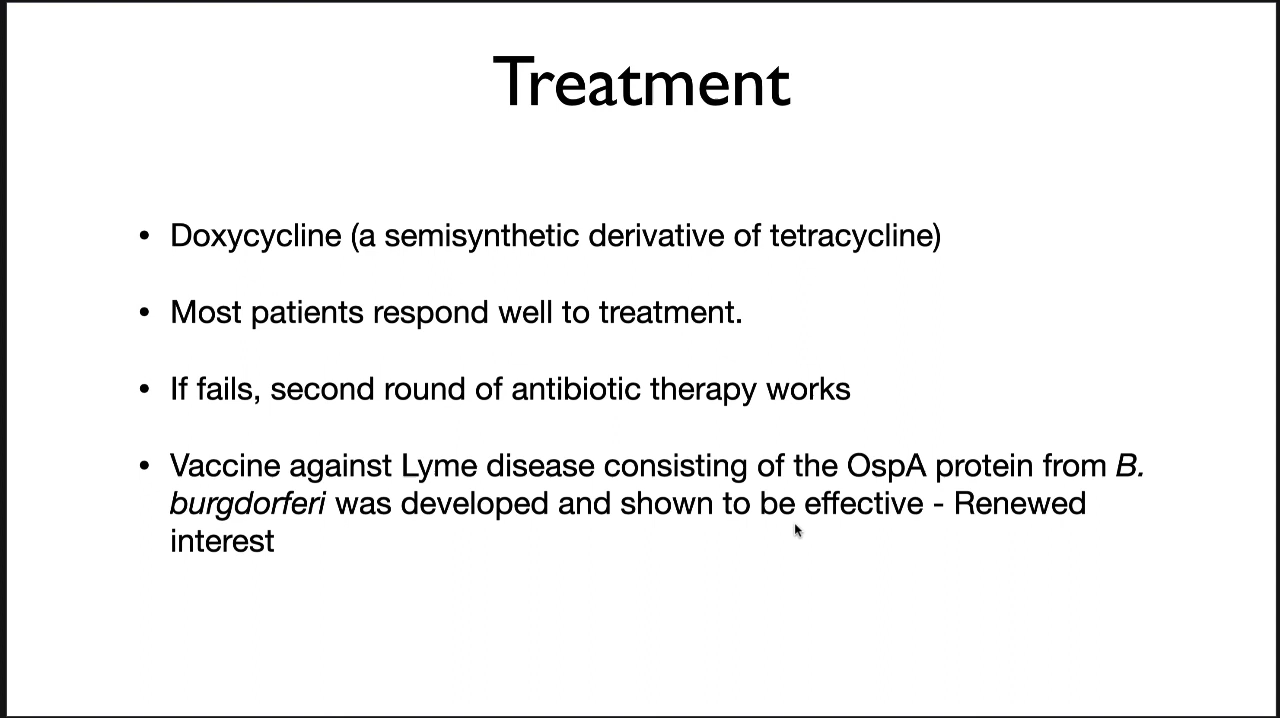 Treatment
• Doxycycline (a semisynthetic derivative of tetracycline)
• Most patients respond well to treatment.
• If fails, second round of antibiotic therapy works
• Vaccine against Lyme disease consisting of the OspA protein from B.
burgdorferi was developed and shown to be effective - Renewed
interest